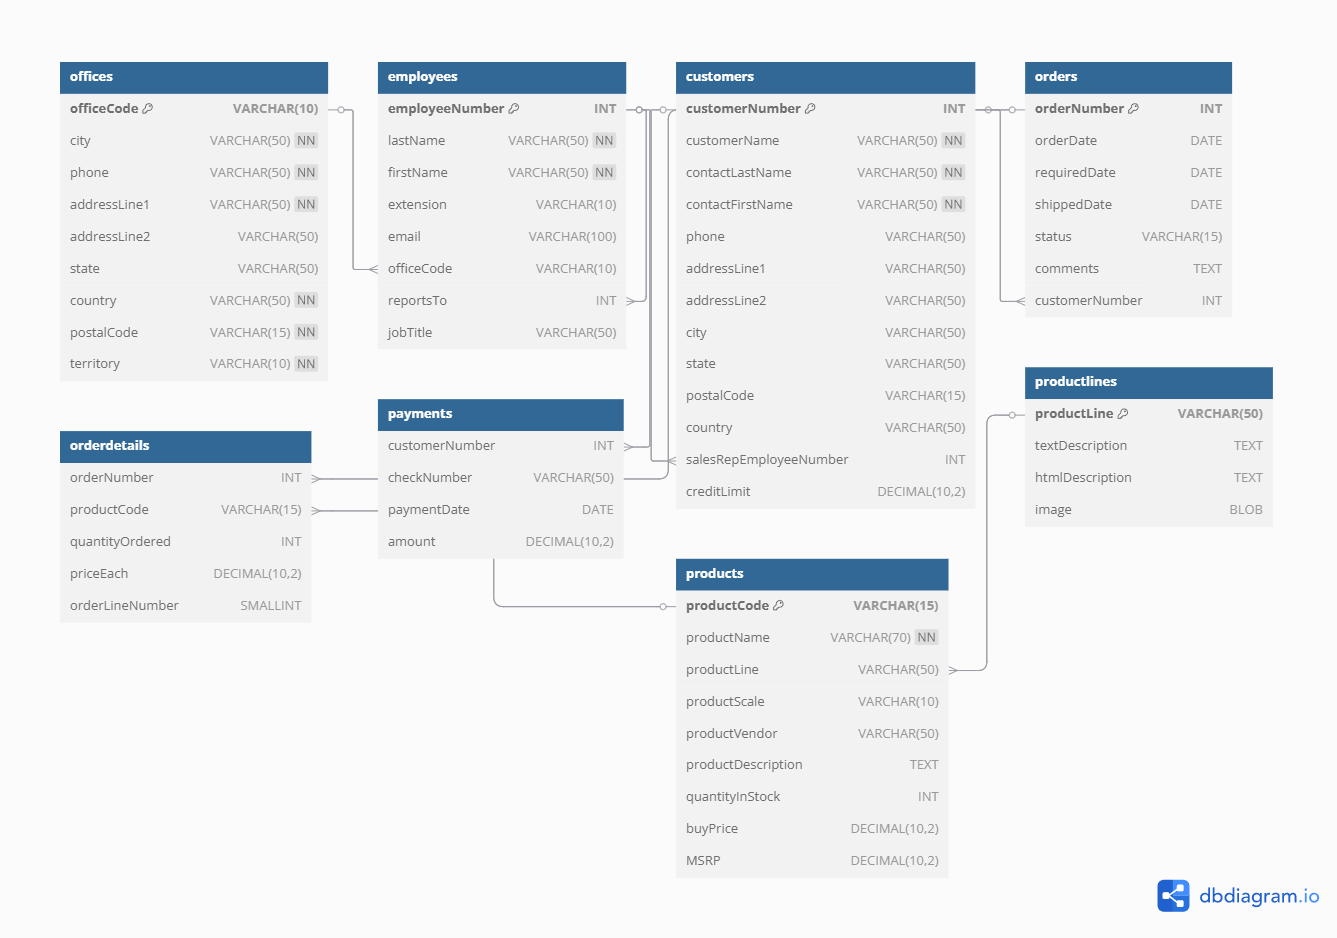 offices
officeCode VARCHAR(10)
city VARCHAR(50) NN
phone VARCHAR(50) NN
addressLine1 VARCHAR(50) NN
addressLine2 VARCHAR(50)
state VARCHAR(50)
country VARCHAR(50) NN
postalCode VARCHAR(15) NN
territory VARCHAR(10) NN
employees
employeeNumber INT
lastName VARCHAR(50) NN
firstName VARCHAR(50) NN
extension VARCHAR(10)
email VARCHAR(100)
officeCode VARCHAR(10)
reportsTo INT
jobTitle VARCHAR(50)
customers
customerNumber INT
customerName VARCHAR(50) NN
contactLastName VARCHAR(50) NN
contactFirstName VARCHAR(50) NN
phone VARCHAR(50)
addressLine1 VARCHAR(50)
addressLine2 VARCHAR(50)
city VARCHAR(50)
state VARCHAR(50)
postalCode VARCHAR(15)
country VARCHAR(50)
salesRepEmployeeNumber INT
creditLimit DECIMAL(10,2)
orders
orderNumber INT
orderDate DATE
requiredDate DATE
shippedDate DATE
status VARCHAR(15)
comments TEXT
customerNumber INT
productlines
productLine VARCHAR(50)
textDescription TEXT
htmlDescription TEXT
image BLOB
payments
customerNumber INT
checkNumber VARCHAR(50)
paymentDate DATE
amount DECIMAL(10,2)
orderdetails
orderNumber INT
productCode VARCHAR(15)
quantityOrdered INT
priceEach DECIMAL(10,2)
orderLineNumber SMALLINT
products
productCode VARCHAR(15)
productName VARCHAR(70) NN
productLine VARCHAR(50)
productScale VARCHAR(10)
productVendor VARCHAR(50)
productDescription TEXT
quantityInStock INT
buyPrice DECIMAL(10,2)
MSRP DECIMAL(10,2)
dbdiagram.io